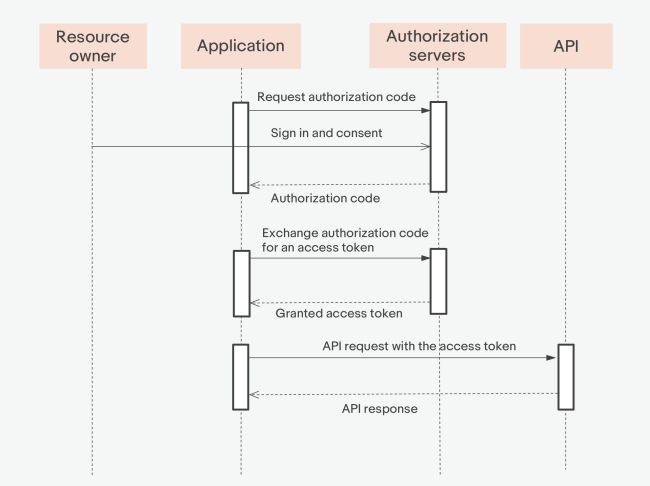 Resource
owner
Application
Authorization
servers
API
Request authorization code
Sign in and consent
Authorization code
Exchange authorization code
for an access token
Granted access token
API request with the access token
API response